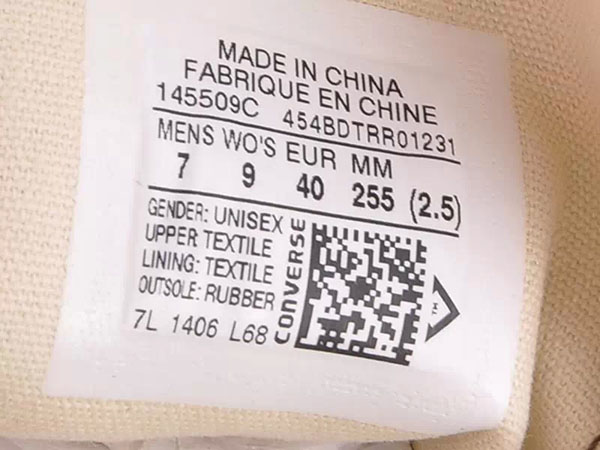 MADE IN CHINA
FABRIQUE EN CHINE
145509C 454BDTRR01231
MENS WO'S EUR MM
7 9 40 255 (2.5)
GENDER: UNISEX
UPPER TEXTILE
LINING: TEXTILE
OUTSOLE: RUBBER
7L 1406 L68
CONVERSE
TM